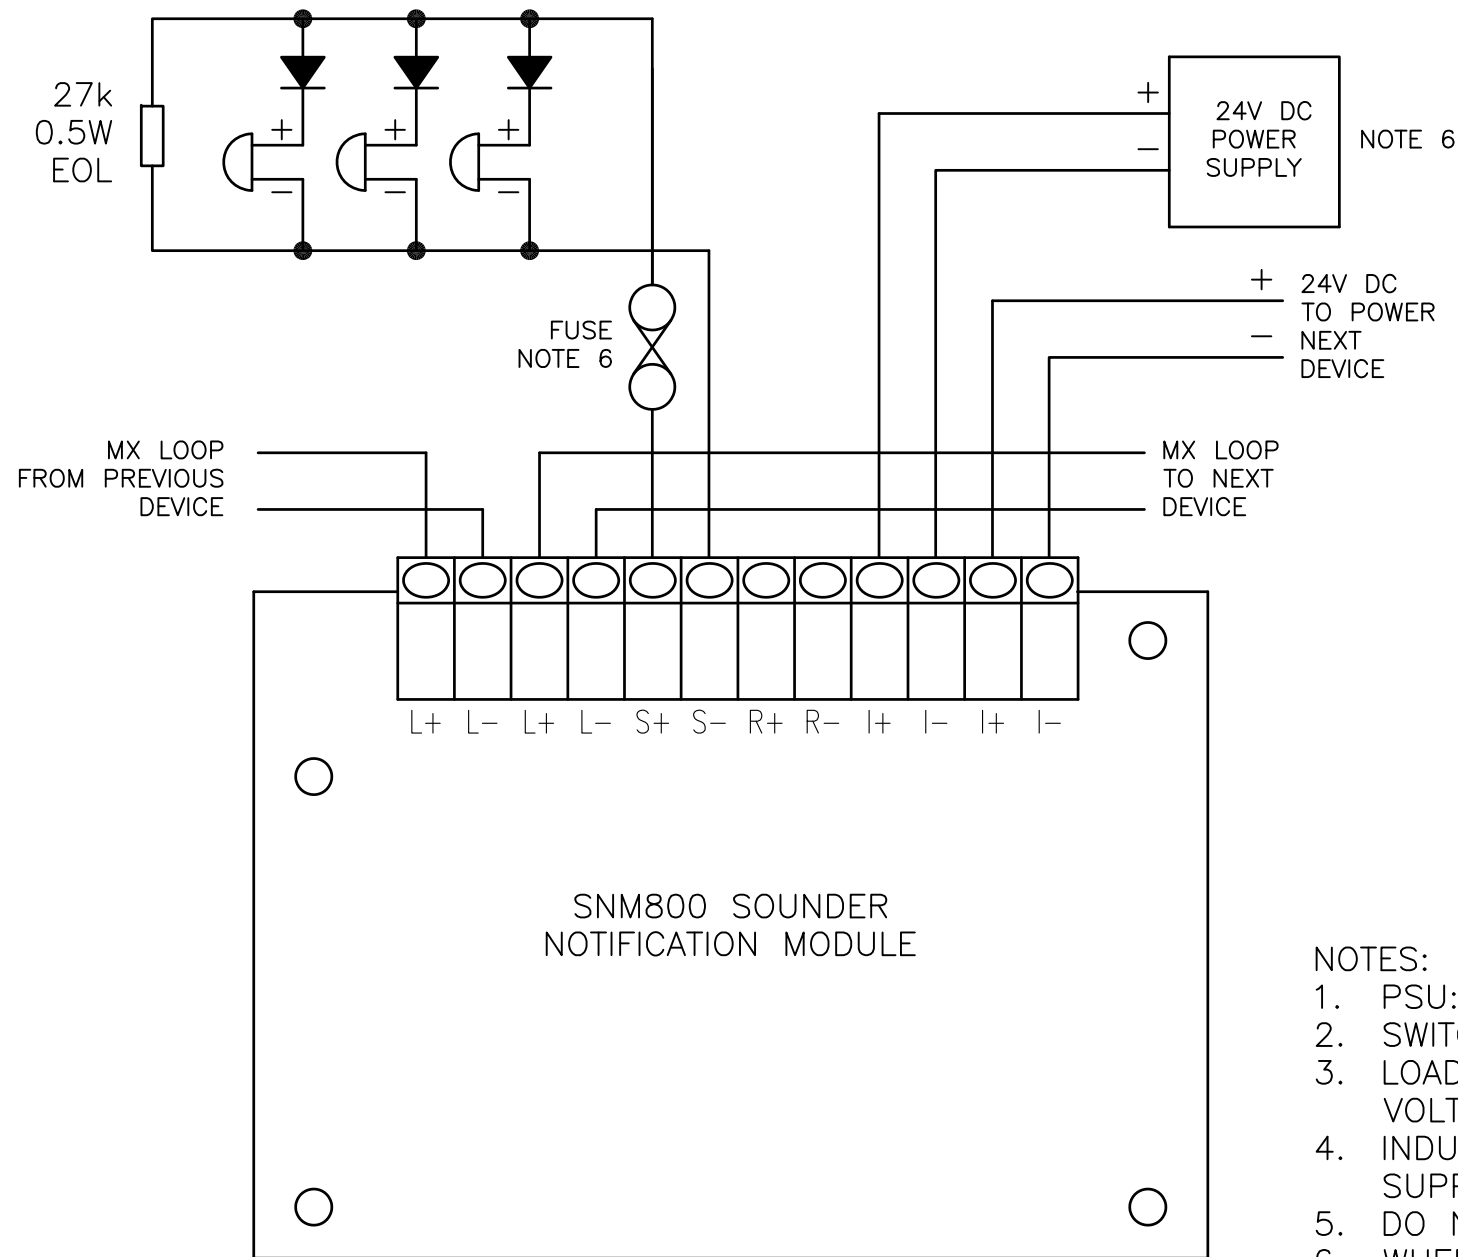 27k
0.5W
EOL
+ + +
− − −
FUSE
NOTE 6
+
−
24V DC
POWER
SUPPLY
NOTE 6
+
−
24V DC
TO POWER
NEXT
DEVICE
MX LOOP
FROM PREVIOUS
DEVICE
MX LOOP
TO NEXT
DEVICE
L+ L− L+ L− S+ S− R+ R− I+ I− I+ I−
SNM800 SOUNDER
NOTIFICATION MODULE
NOTES:
1. PSU:
2.
3.
4.
5. DO